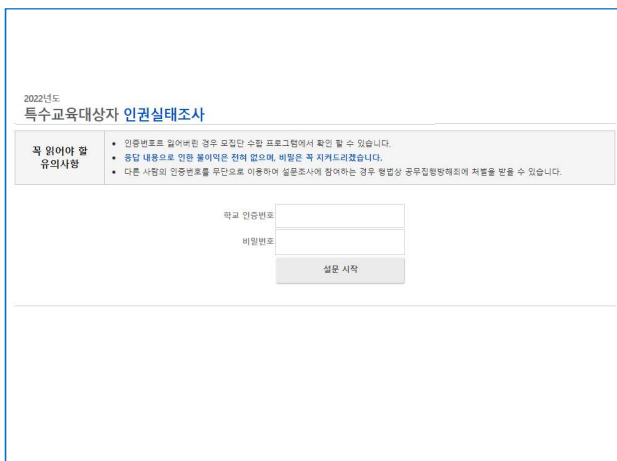 2022년도
특수교육대상자 인권실태조사
꼭 읽어야 할
유의사항
• 인증번호르 잃어버린 경우 모집단 수합 프로그램에서 확인 할 수 있습니다.
• 응답 내용으로 인한 불이익은 전혀 없으며, 비밀은 꼭 지켜드리겠습니다.
• 다른 사람의 인증번호를 무단으로 이용하여 설문조사에 참여하는 경우 형법상 공무집행방해죄에 처벌을 받을 수 있습니다.
학교 인증번호
비밀번호
설문 시작